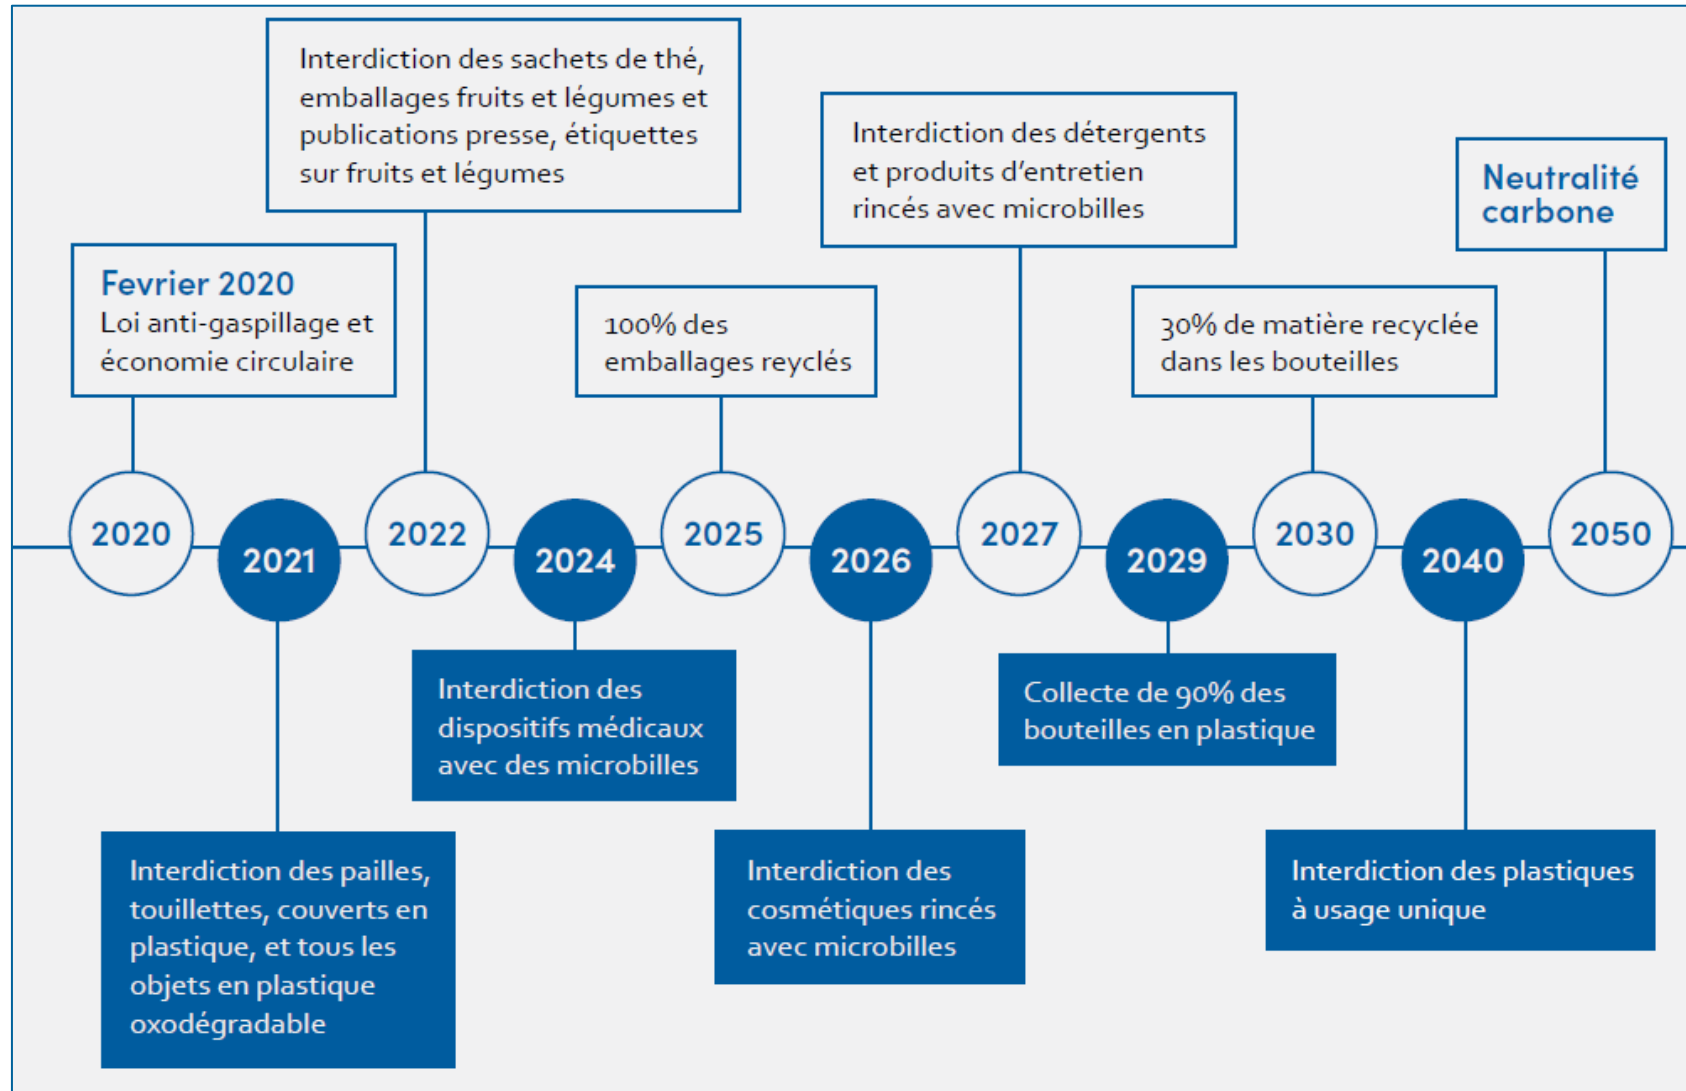 Interdiction des sachets de thé,
emballages fruits et légumes et
publications presse, étiquettes
sur fruits et légumes
Interdiction des détergents
et produits d’entretien
rincés avec microbilles
Neutralité
carbone
Fevrier 2020
Loi anti-gaspillage et
économie circulaire
100% des
emballages reyclés
30% de matière recyclée
dans les bouteilles
2020
2021
2022
2024
2025
2026
2027
2029
2030
2040
2050
Interdiction des
dispositifs médicaux
avec des microbilles
Collecte de 90% des
bouteilles en plastique
Interdiction des pailles,
touillettes, couverts en
plastique, et tous les
objets en plastique
oxodégradable
Interdiction des
cosmétiques rincés
avec microbilles
Interdiction des plastiques
à usage unique